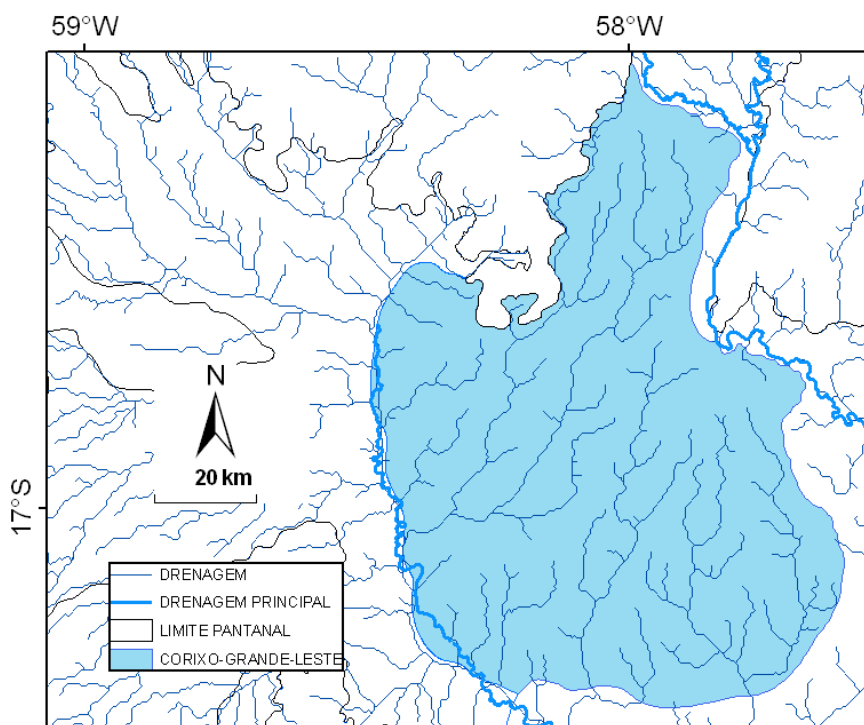 59°W 58°W
N
20 km
17°S
DRENAGEM
DRENAGEM PRINCIPAL
LIMITE PANTANAL
CORIXO-GRANDE-LESTE